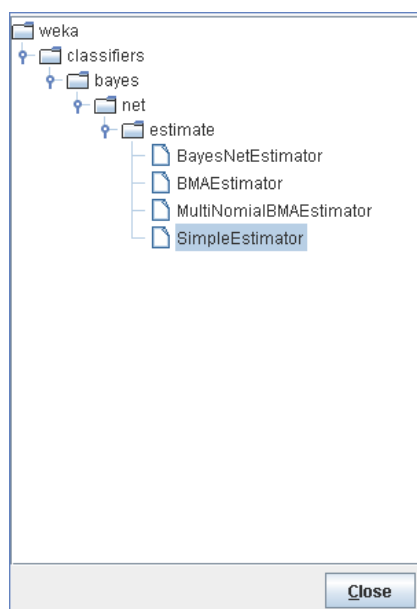 weka
classifiers
bayes
net
estimate
BayesNetEstimator
BMAEstimator
MultiNomialBMAEstimator
SimpleEstimator
Close